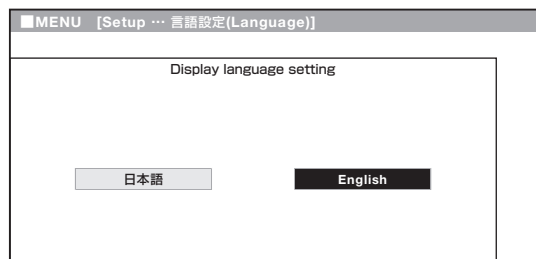 ■MENU [Setup … 言語設定(Language)]
Display language setting
日本語 English